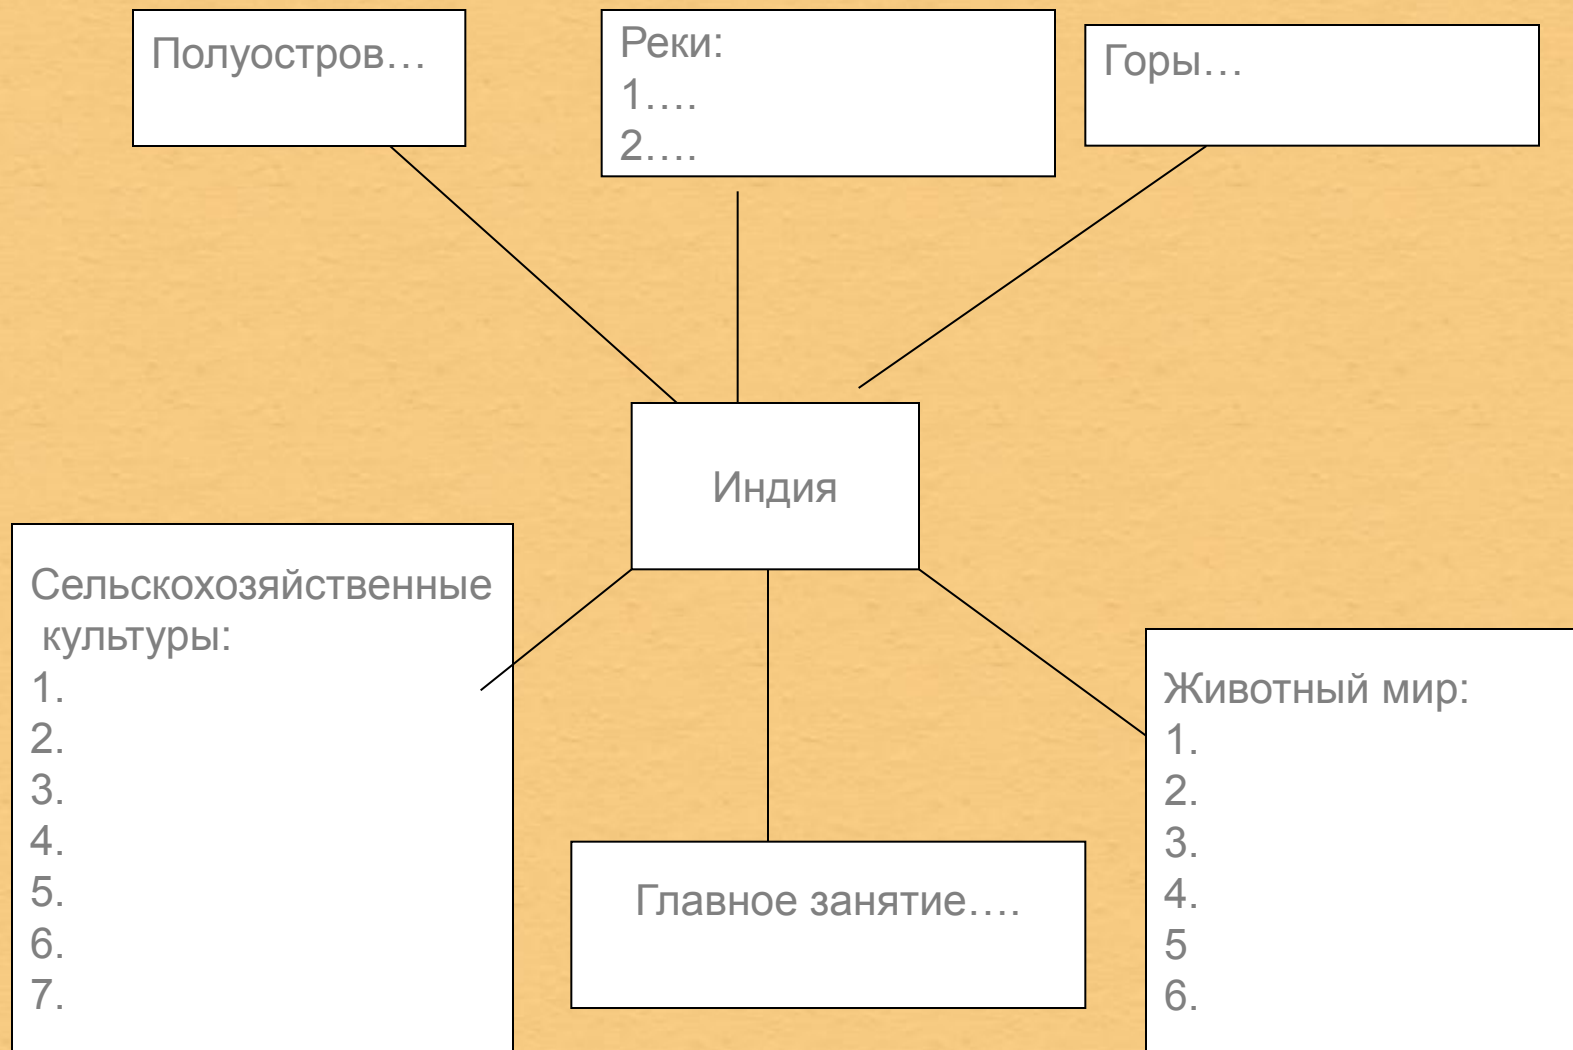 Полуостров…
Реки:
1….
2….
Горы…
Индия
Сельскохозяйственные
культуры:
1.
2.
3.
4.
5.
6.
7.
Главное занятие….
Животный мир:
1.
2.
3.
4.
5
6.